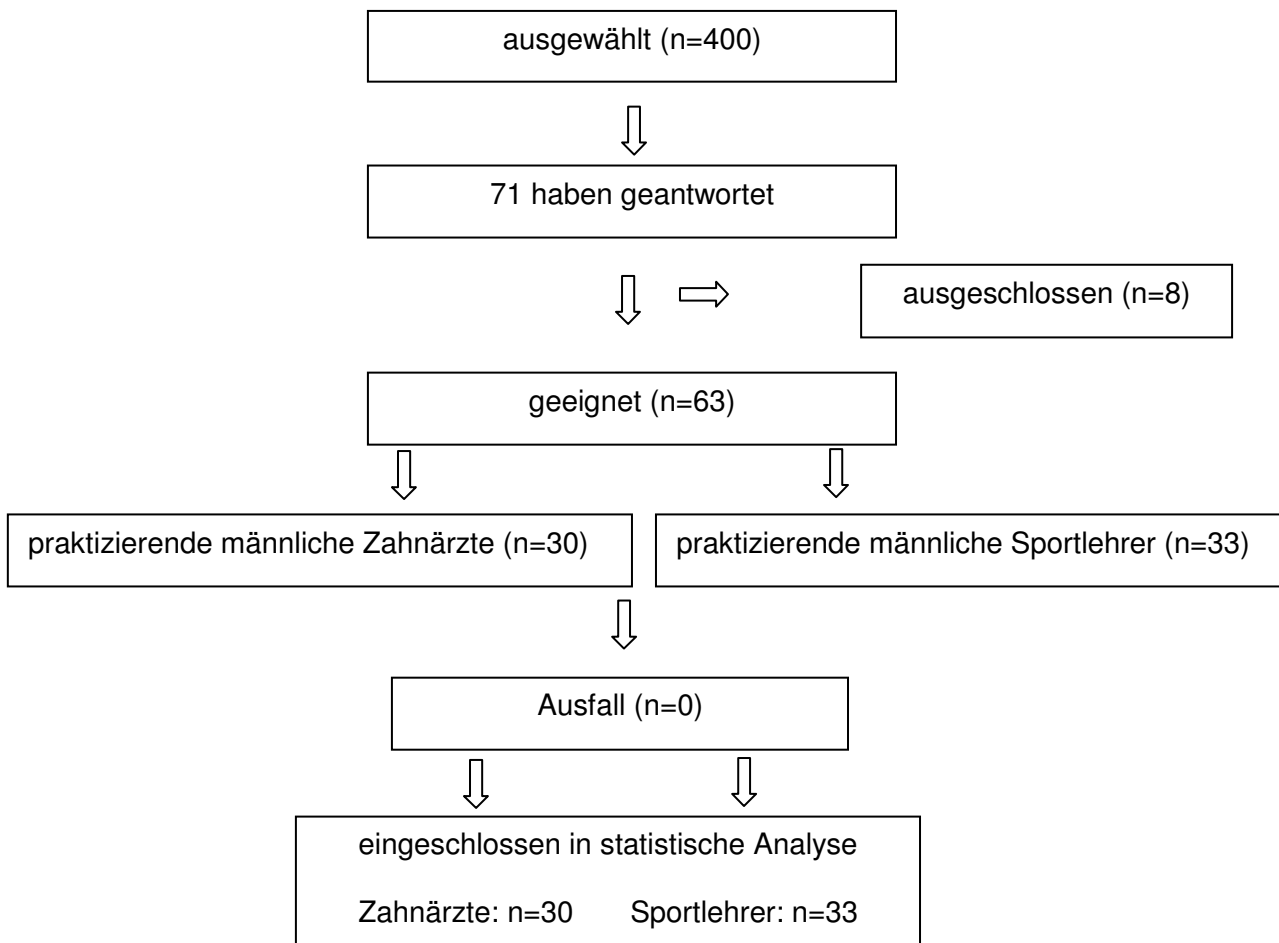 ausgewählt (n=400)
71 haben geantwortet
ausgeschlossen (n=8)
geeignet (n=63)
praktizierende männliche Zahnärzte (n=30)
praktizierende männliche Sportlehrer (n=33)
Ausfall (n=0)
eingeschlossen in statistische Analyse
Zahnärzte: n=30 Sportlehrer: n=33